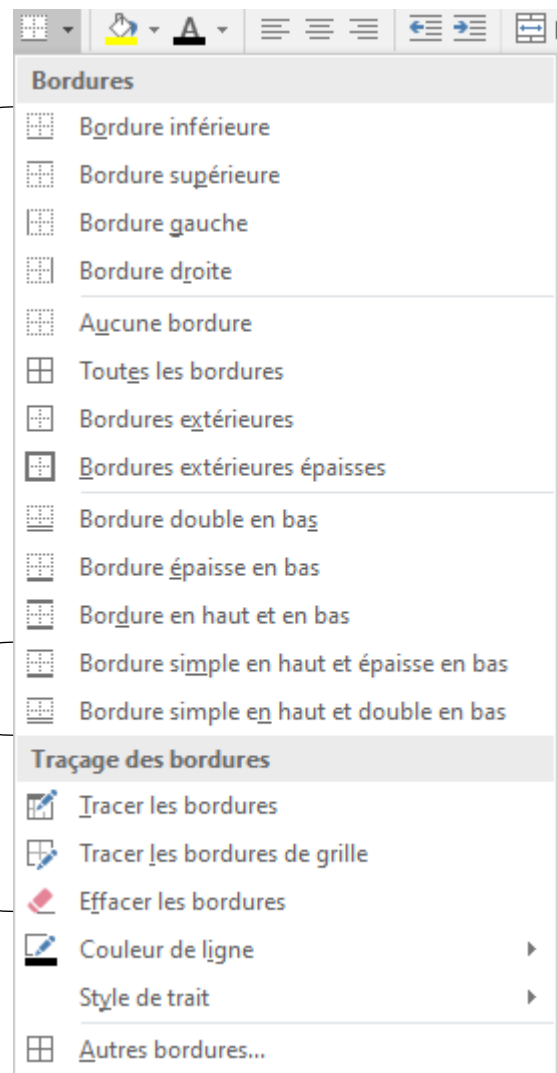 A
Bordures
Bordure inférieure
Bordure supérieure
Bordure gauche
Bordure droite
Aucune bordure
Toutes les bordures
Bordures extérieures
Bordures extérieures épaisses
Bordure double en bas
Bordure épaisse en bas
Bordure en haut et en bas
Bordure simple en haut et épaisse en bas
Bordure simple en haut et double en bas
Traçage des bordures
Tracer les bordures
Tracer les bordures de grille
Effacer les bordures
Couleur de ligne
Style de trait
Autres bordures...